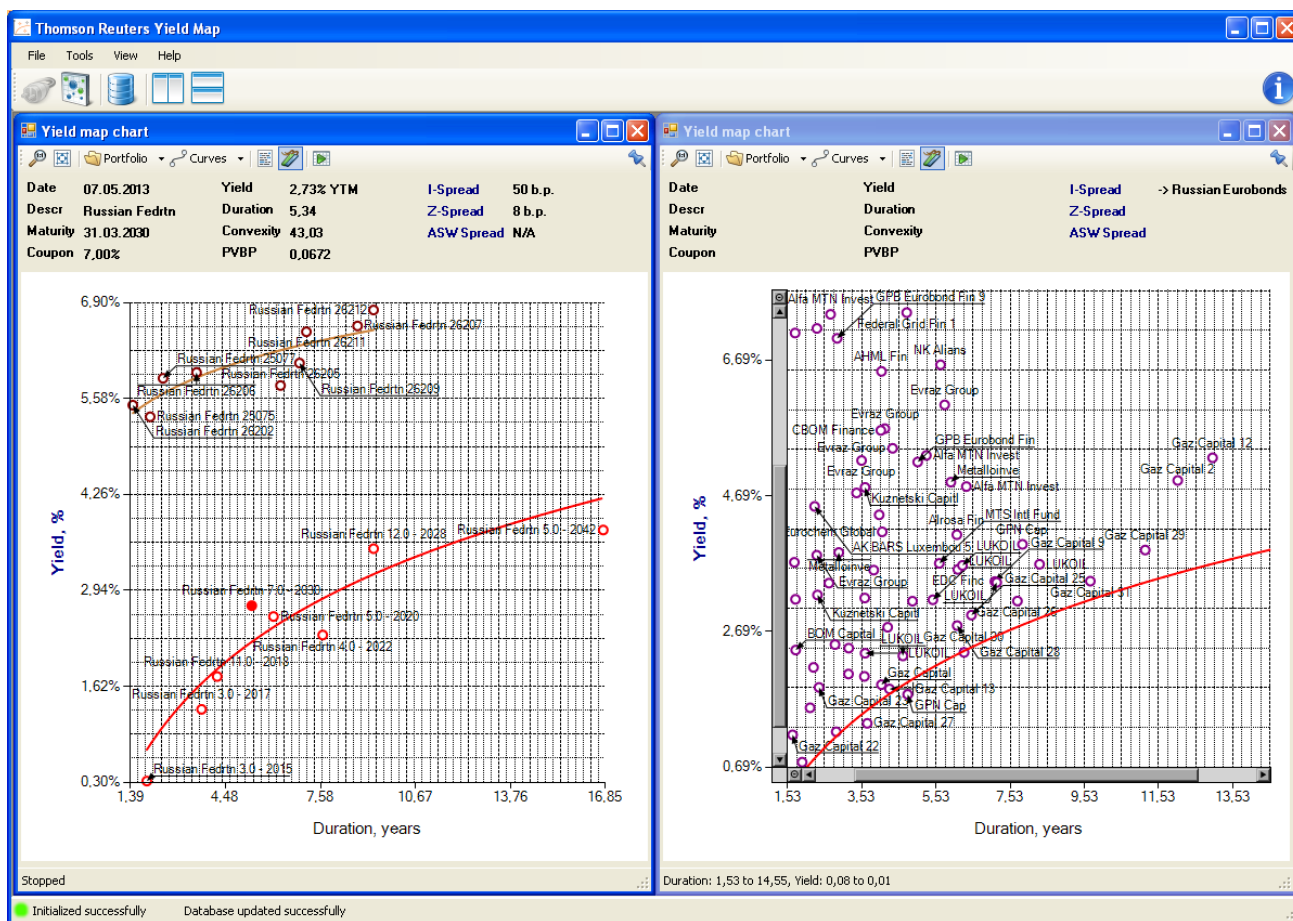 Thomson Reuters Yield Map
File Tools View Help
Yield map chart
Portfolio Curves
Date 07.05.2013 Yield 2,73% YTM I-Spread 50 b.p.
Descr Russian Fedrtn Duration 5,34 Z-Spread 8 b.p.
Maturity 31.03.2030 Convexity 43,03 ASW Spread N/A
Coupon 7,00% PVBP 0,0672
6,90%
Russian Fedrtn 26212
Russian Fedrtn 26207
Russian Fedrtn 26211
Russian Fedrtn 25077
Russian Fedrtn 26205
Russian Fedrtn 26206
Russian Fedrtn 26209
5,58%
Russian Fedrtn 25075
Russian Fedrtn 26202
4,26%
Russian Fedrtn 5.0 - 2042
Russian Fedrtn 12.0 - 2028
Yield, %
2,94%
Russian Fedrtn 7.0 - 2030
Russian Fedrtn 5.0 - 2020
Russian Fedrtn 4.0 - 2022
Russian Fedrtn 11.0 - 2018
1,62%
Russian Fedrtn 3.0 - 2017
Russian Fedrtn 3.0 - 2015
0,30%
1,39 4,48 7,58 10,67 13,76 16,85
Duration, years
Stopped
Yield map chart
Portfolio Curves
Date Yield I-Spread -> Russian Eurobonds
Descr Duration Z-Spread
Maturity Convexity ASW Spread
Coupon PVBP
Alfa MTN Invest GPB Eurobond Fin 9
Federal Grid Fin 1
6,69%
AHML Fin NK Alians
Evraz Group
Evraz Group
CBOM Finance
GPB Eurobond Fin
Gaz Capital 12
Evraz Group
Alfa MTN Invest
Evraz Group
Metalloinve
Gaz Capital 2
4,69%
Kuznetski Capitl
Alfa MTN Invest
MTS Intl Fund
Alrosa Fin
GPN Cap
Eurochem Global
Gaz Capital 29
AK BARS Luxembou 5
LUKOIL
Gaz Capital 9
Metalloinve
LUKOIL
LUKOIL
Yield, %
Evraz Group
EDC Finc
Gaz Capital 25
LUKOIL
Gaz Capital 31
Kuznetski Capitl
Gaz Capital 26
2,69%
BOM Capital
LUKOIL
Gaz Capital 30
LUKOIL
Gaz Capital 28
Gaz Capital
Gaz Capital 13
Gaz Capital 23
GPN Cap
Gaz Capital 27
Gaz Capital 22
0,69%
1,53 3,53 5,53 7,53 9,53 11,53 13,53
Duration, years
Duration: 1,53 to 14,55, Yield: 0,08 to 0,01
Initialized successfully Database updated successfully